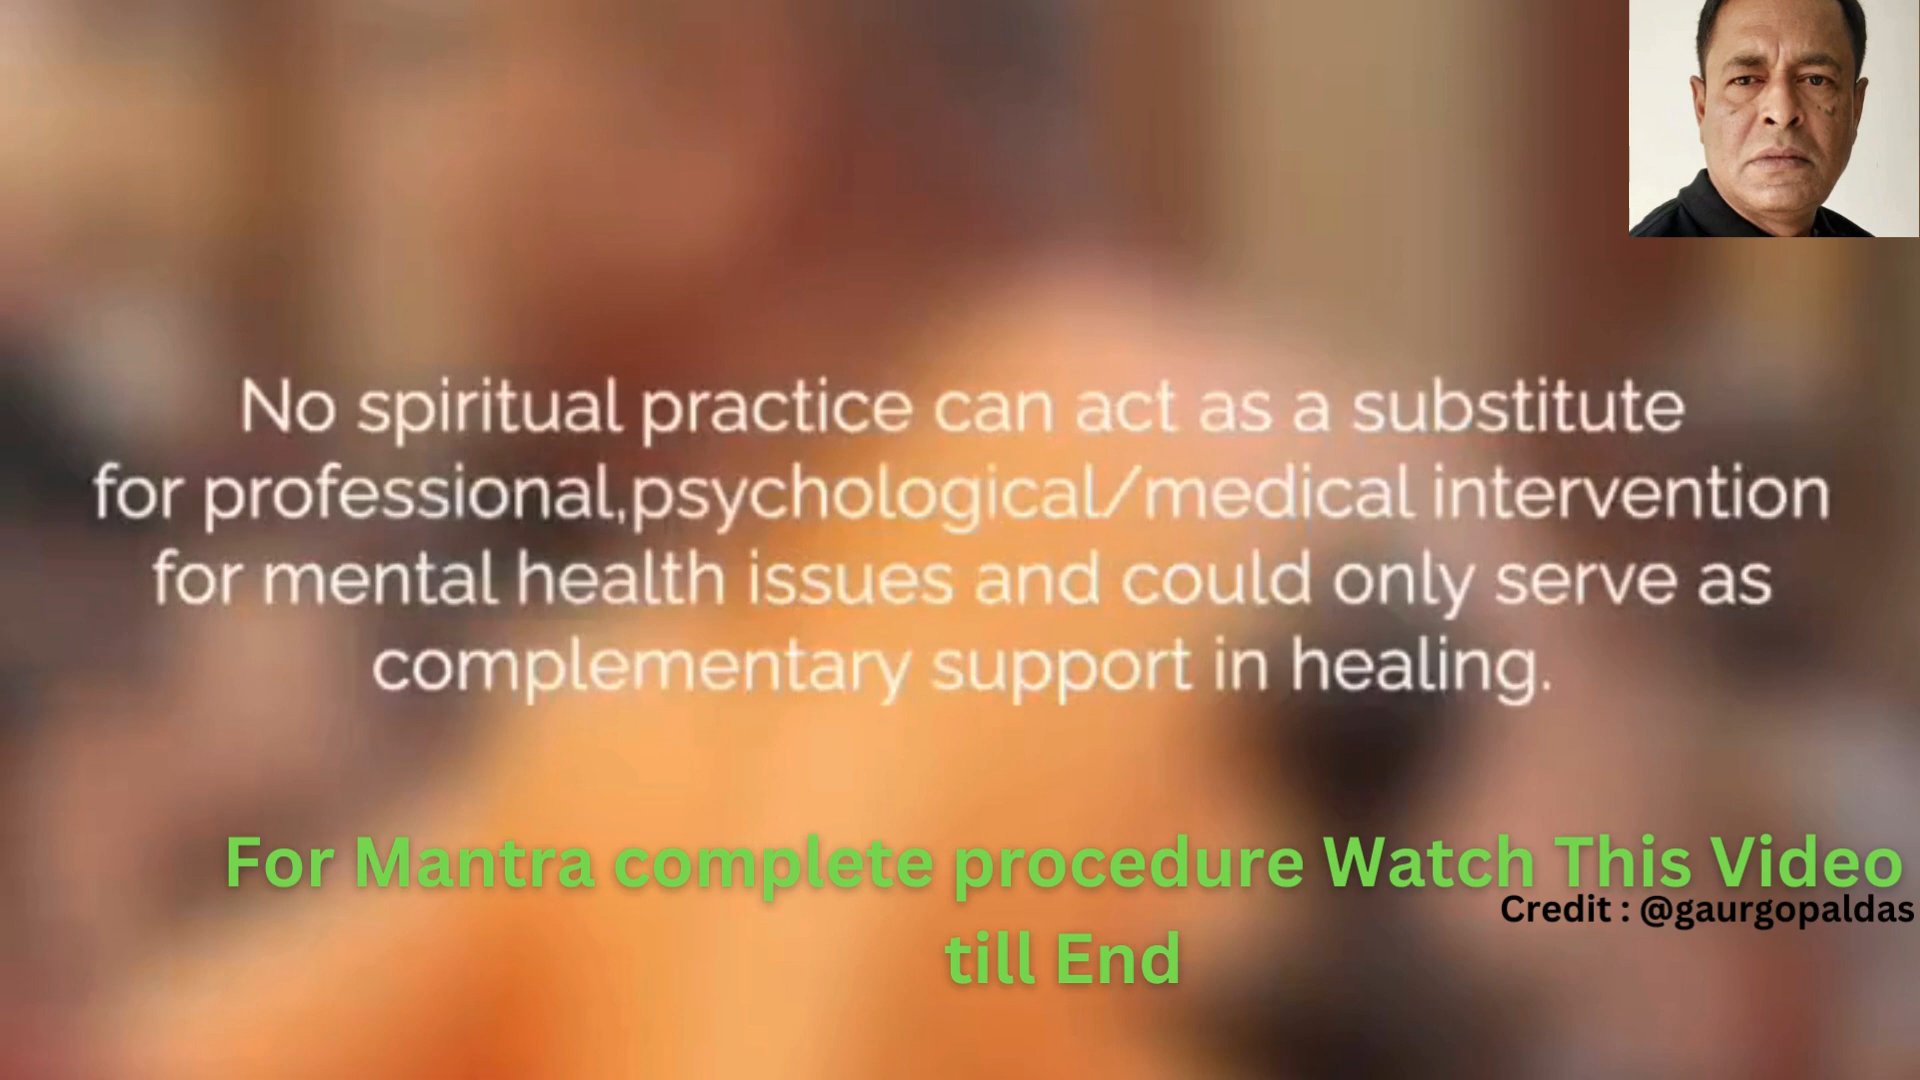 No spiritual practice can act as a substitute
for professional,psychological/medical intervention
for mental health issues and could only serve as
complementary support in healing.
For Mantra complete procedure Watch This Video
Credit : @gaurgopaldas
till End